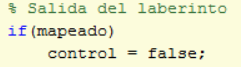 % Salida del laberinto
if(mapeado)
    control = false;